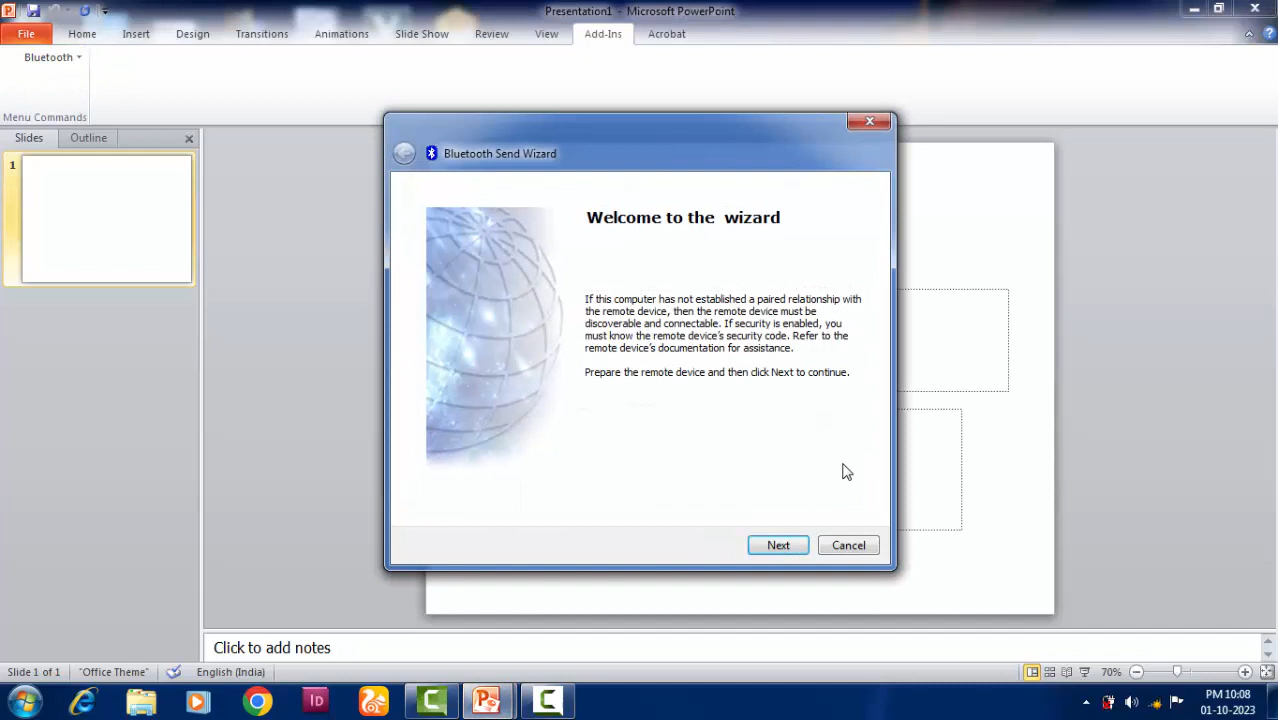 Presentation1 - Microsoft PowerPoint
File Home Insert Design Transitions Animations Slide Show Review View Add-Ins Acrobat
Bluetooth
Menu Commands
Slides Outline
1
Bluetooth Send Wizard
Welcome to the wizard
If this computer has not established a paired relationship with
the remote device, then the remote device must be
discoverable and connectable. If security is enabled, you
must know the remote device's security code. Refer to the
remote device's documentation for assistance.
Prepare the remote device and then click Next to continue.
Next Cancel
Click to add notes
Slide 1 of 1 "Office Theme" English (India) 70%
PM 10:08
01-10-2023